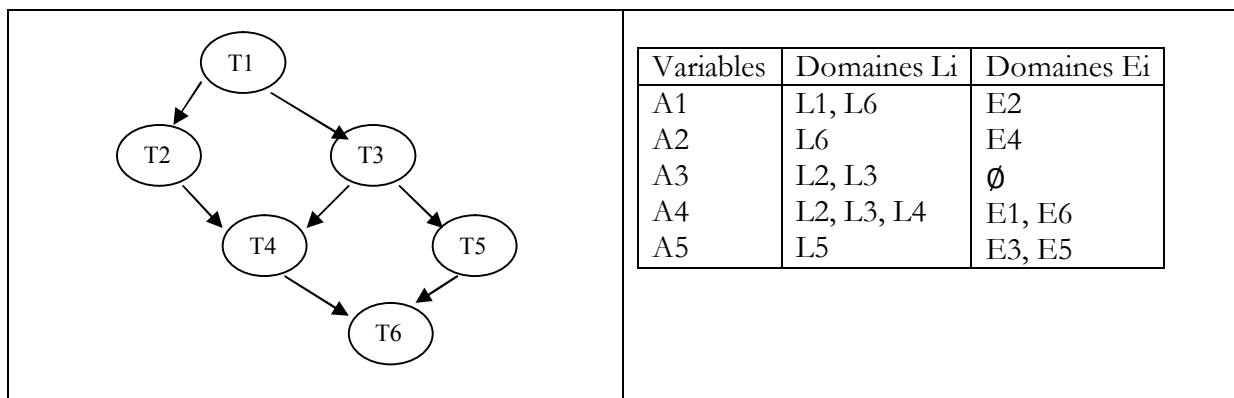 T1
T2
T3
T4
T5
T6
Variables Domaines Li Domaines Ei
A1 L1, L6 E2
A2 L6 E4
A3 L2, L3 Ø
A4 L2, L3, L4 E1, E6
A5 L5 E3, E5